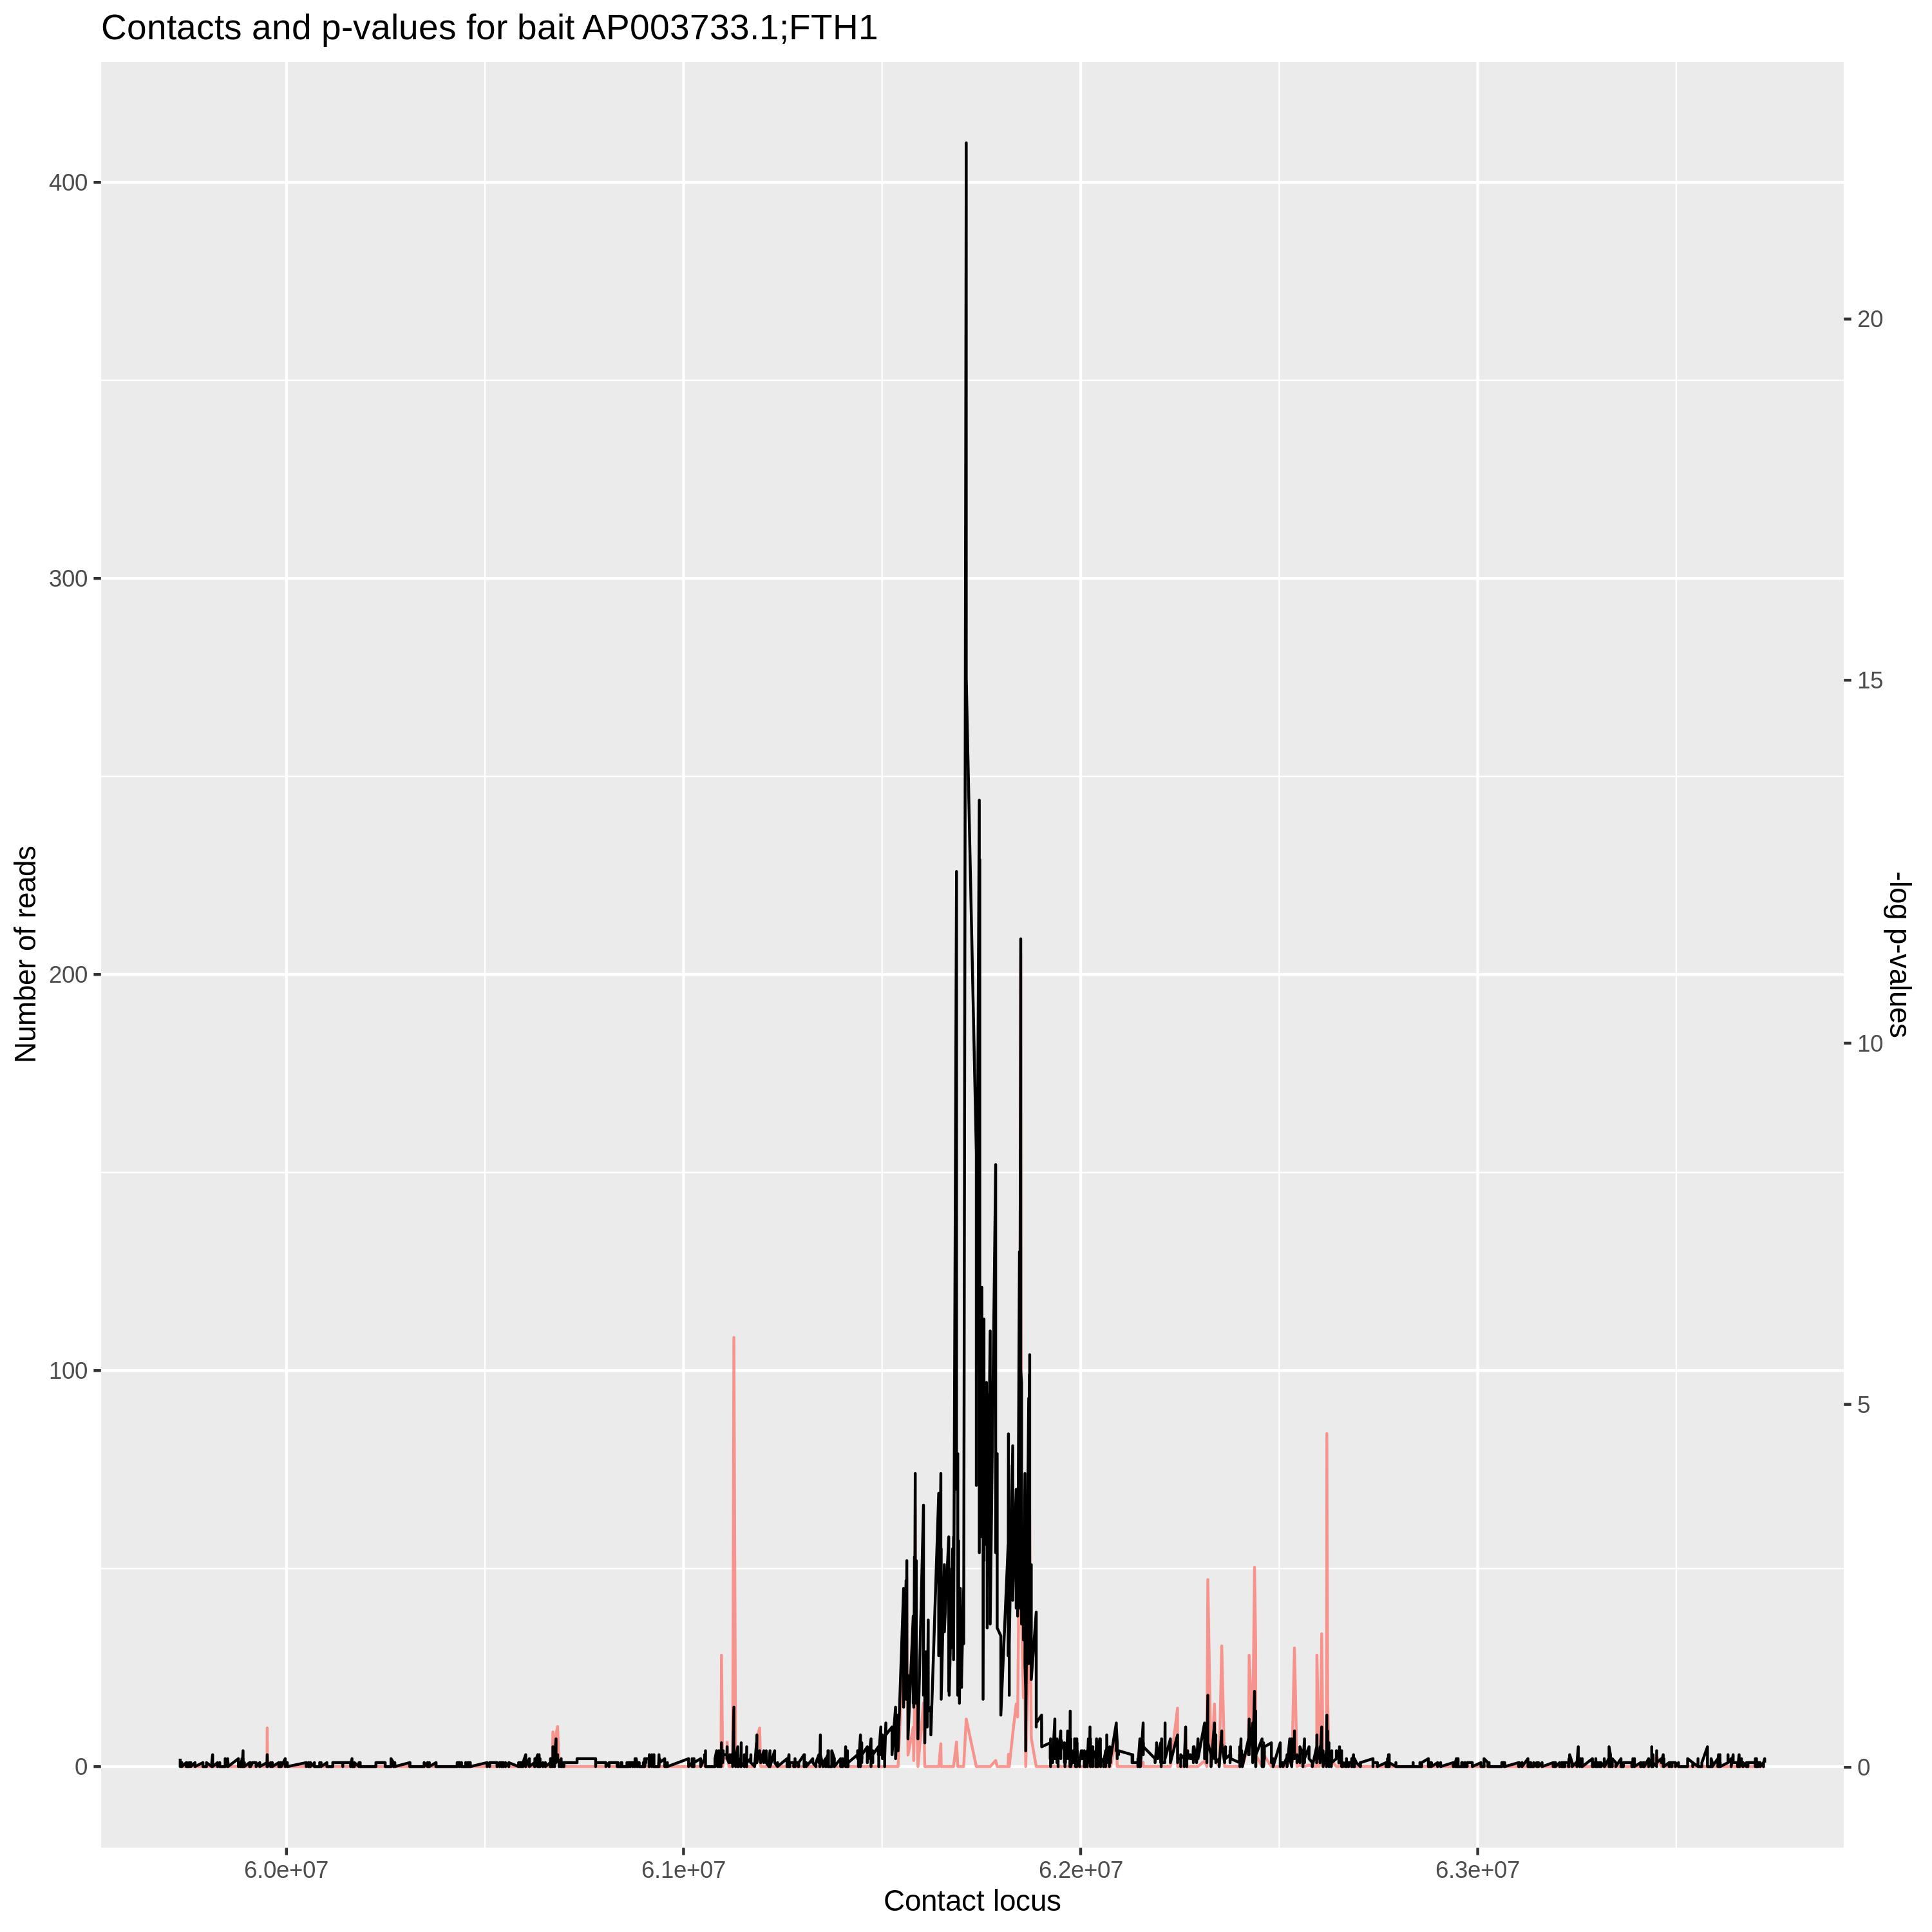 Contacts and p-values for bait AP003733.1;FTH1
400
300
200
100
0
Number of reads
20
15
10
5
0
-log p-values
6.0e+07 6.1e+07 6.2e+07 6.3e+07
Contact locus